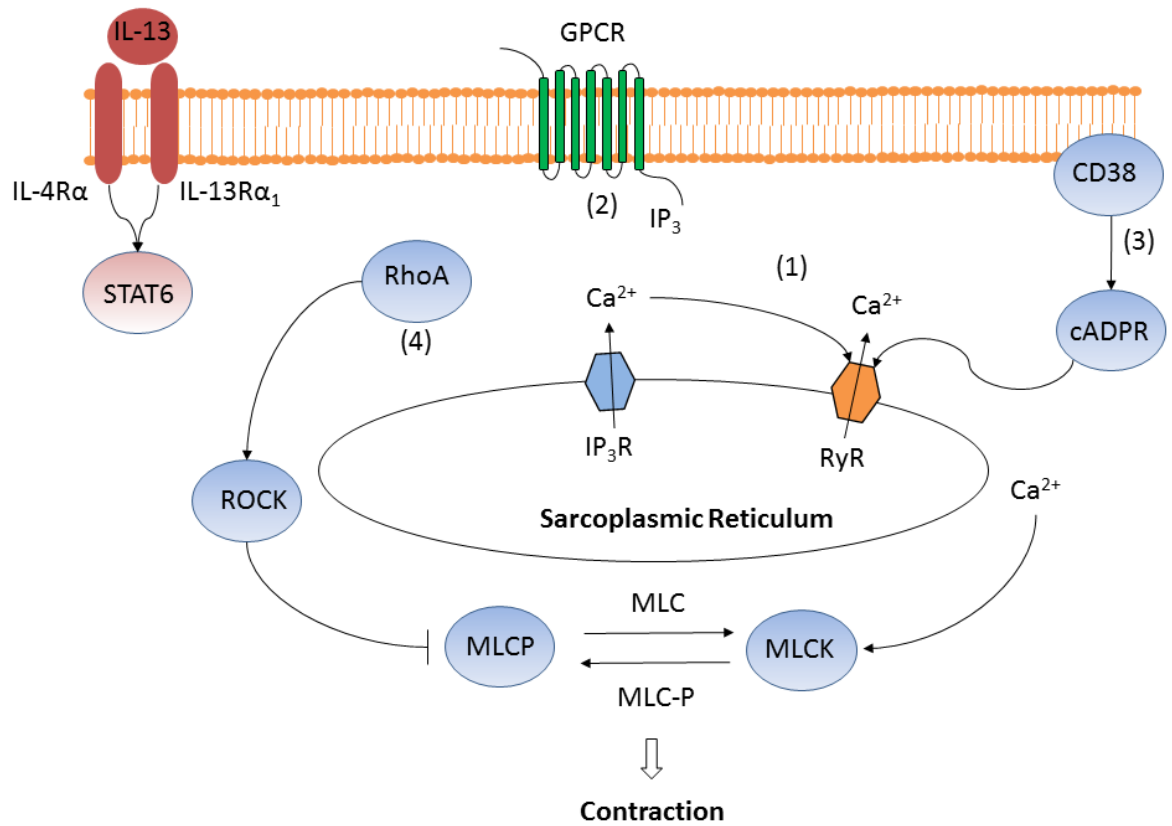 IL-13
GPCR
CD38
IL-4Rα
IL-13Rα₁
(2)
IP₃
(3)
STAT6
RhoA
(4)
(1)
Ca²⁺
Ca²⁺
cADPR
IP₃R
RyR
ROCK
Sarcoplasmic Reticulum
Ca²⁺
MLC
MLCP
MLCK
MLC-P
Contraction